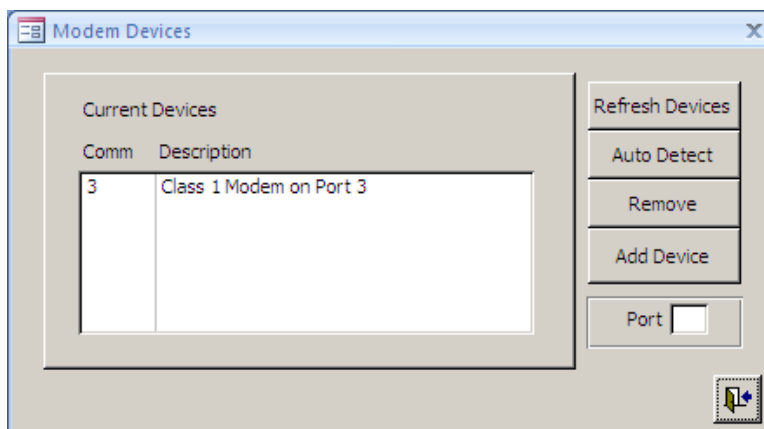 Modem Devices
Current Devices
Comm Description
3 Class 1 Modem on Port 3
Refresh Devices
Auto Detect
Remove
Add Device
Port